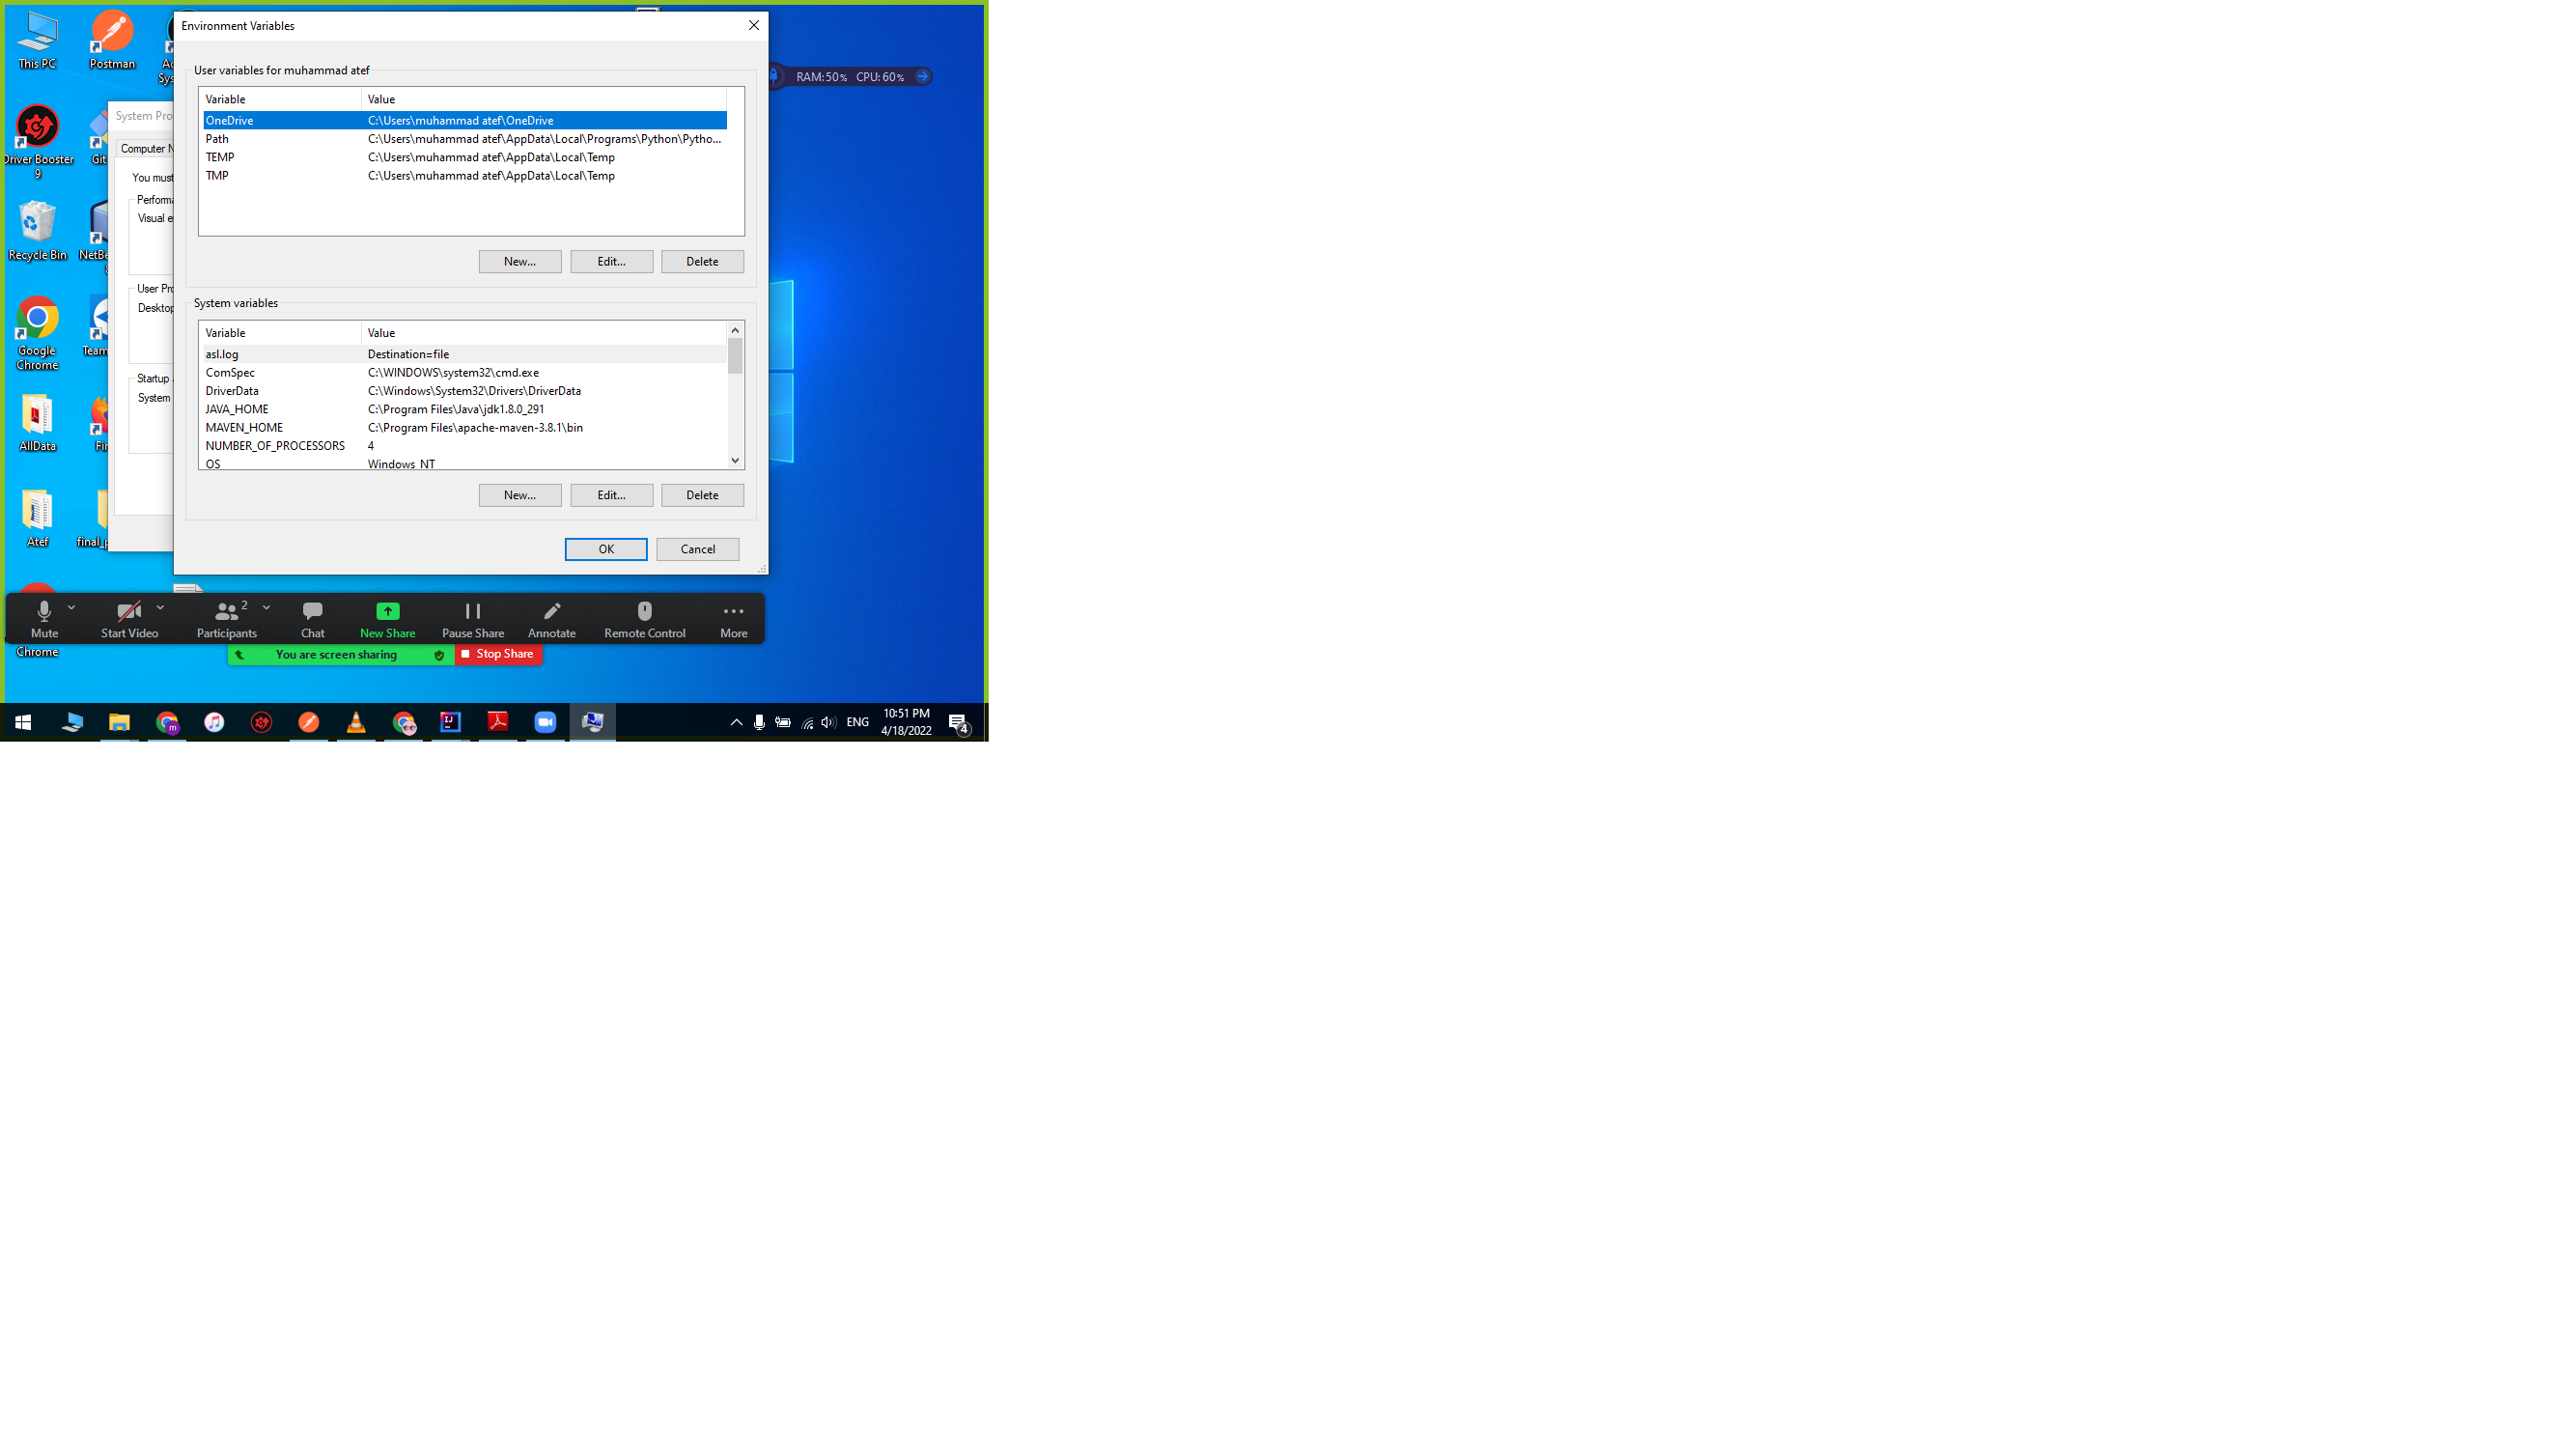 Environment Variables
User variables for muhammad atef
Variable Value
OneDrive C:\Users\muhammad atef\OneDrive
Path C:\Users\muhammad atef\AppData\Local\Programs\Python\Pytho...
TEMP C:\Users\muhammad atef\AppData\Local\Temp
TMP C:\Users\muhammad atef\AppData\Local\Temp
New... Edit... Delete
System variables
Variable Value
asl.log Destination=file
ComSpec C:\WINDOWS\system32\cmd.exe
DriverData C:\Windows\System32\Drivers\DriverData
JAVA_HOME C:\Program Files\Java\jdk1.8.0_291
MAVEN_HOME C:\Program Files\apache-maven-3.8.1\bin
NUMBER_OF_PROCESSORS 4
OS Windows_NT
New... Edit... Delete
OK Cancel
System Pro
Computer N
You must
Performa
Visual e
User Pro
Desktop
Startup
System
This PC
Postman
Driver Booster
9
Git
Recycle Bin
NetBe
Google
Chrome
Team
AllData
Fir
Atef
final_p
Chrome
RAM:50% CPU:60%
Mute
Start Video
2
Participants
Chat
New Share
Pause Share
Annotate
Remote Control
More
You are screen sharing
Stop Share
ENG
10:51 PM
4/18/2022
4